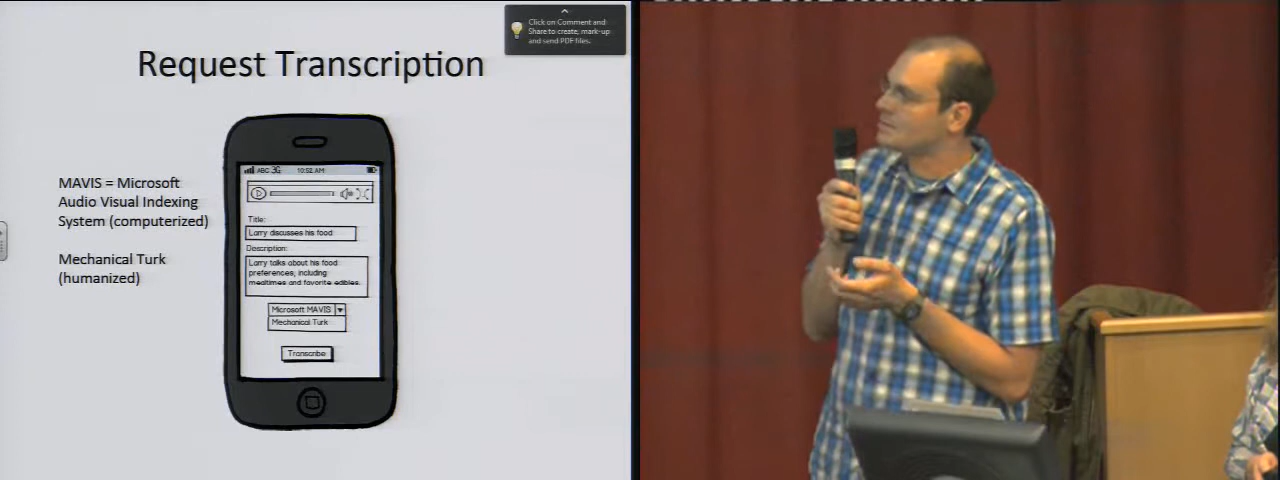 Click on Comment and
Share to create, mark-up
and send PDF files.
Request Transcription
MAVIS = Microsoft
Audio Visual Indexing
System (computerized)
Mechanical Turk
(humanized)
ABC 3G 10:52 AM
Title:
Larry discusses his food
Description:
Larry talks about his food
preferences, including
mealtimes and favorite edibles.
Microsoft MAVIS
Mechanical Turk
Transcribe